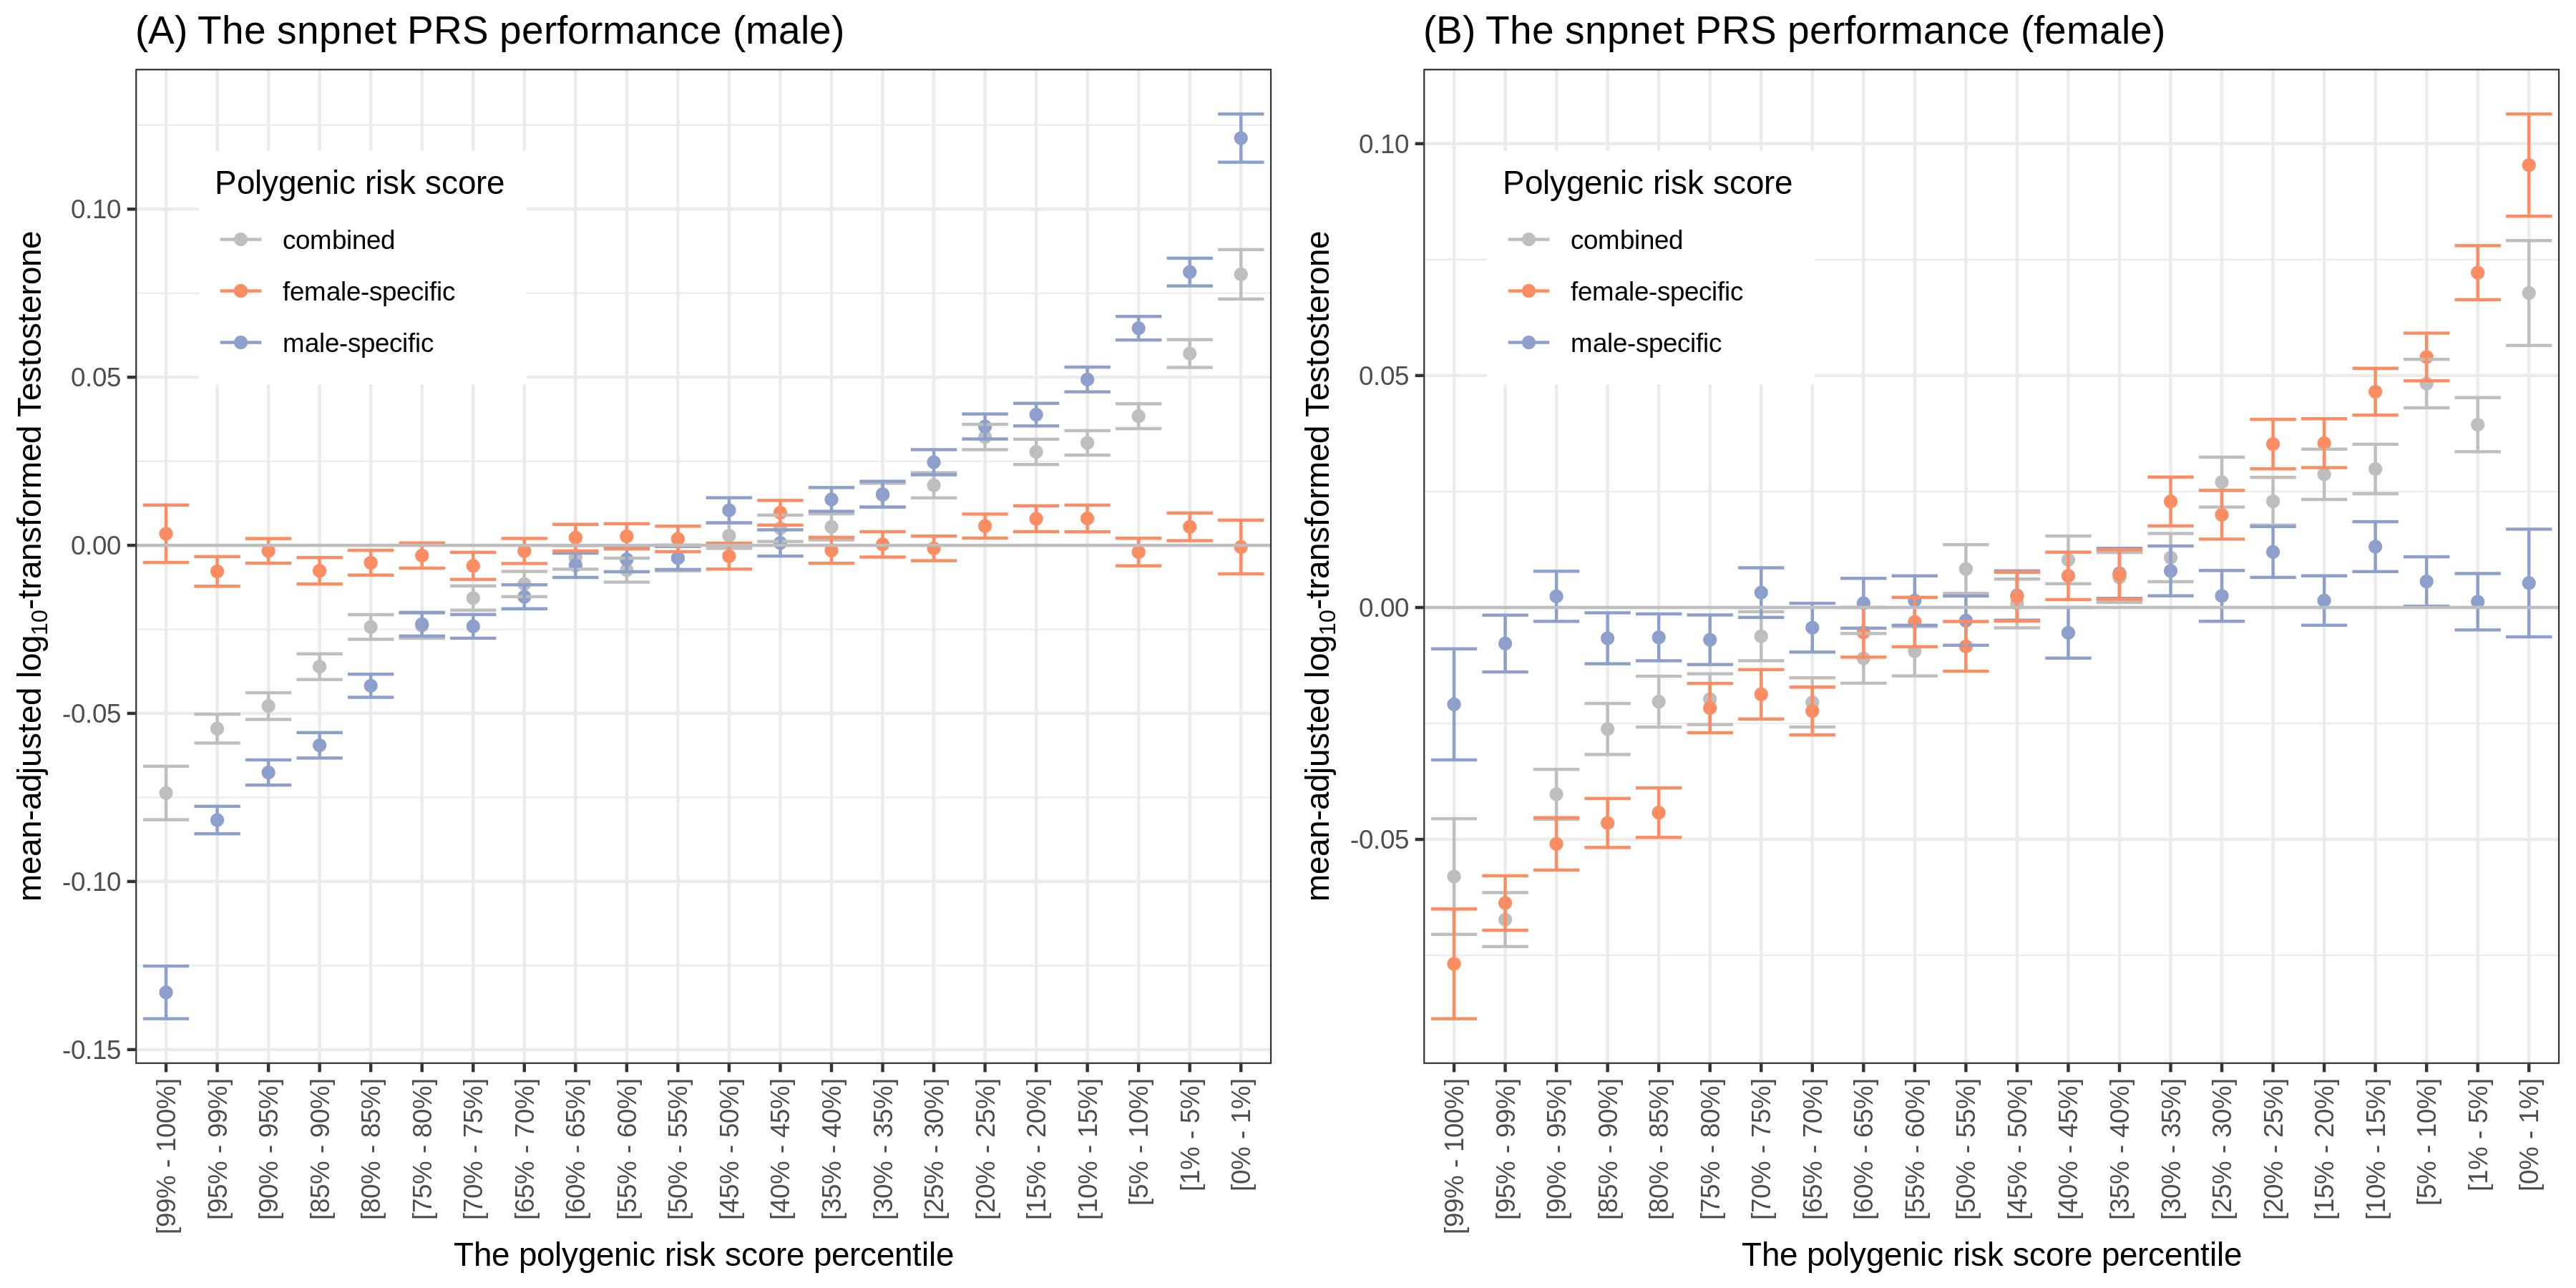 (A) The snpnet PRS performance (male)
mean-adjusted log10-transformed Testosterone
0.10
0.05
0.00
-0.05
-0.10
-0.15
Polygenic risk score
combined
female-specific
male-specific
[99% - 100%]
[95% - 99%]
[90% - 95%]
[85% - 90%]
[80% - 85%]
[75% - 80%]
[70% - 75%]
[65% - 70%]
[60% - 65%]
[55% - 60%]
[50% - 55%]
[45% - 50%]
[40% - 45%]
[35% - 40%]
[30% - 35%]
[25% - 30%]
[20% - 25%]
[15% - 20%]
[10% - 15%]
[5% - 10%]
[1% - 5%]
[0% - 1%]
The polygenic risk score percentile
(B) The snpnet PRS performance (female)
mean-adjusted log10-transformed Testosterone
0.10
0.05
0.00
-0.05
Polygenic risk score
combined
female-specific
male-specific
[99% - 100%]
[95% - 99%]
[90% - 95%]
[85% - 90%]
[80% - 85%]
[75% - 80%]
[70% - 75%]
[65% - 70%]
[60% - 65%]
[55% - 60%]
[50% - 55%]
[45% - 50%]
[40% - 45%]
[35% - 40%]
[30% - 35%]
[25% - 30%]
[20% - 25%]
[15% - 20%]
[10% - 15%]
[5% - 10%]
[1% - 5%]
[0% - 1%]
The polygenic risk score percentile